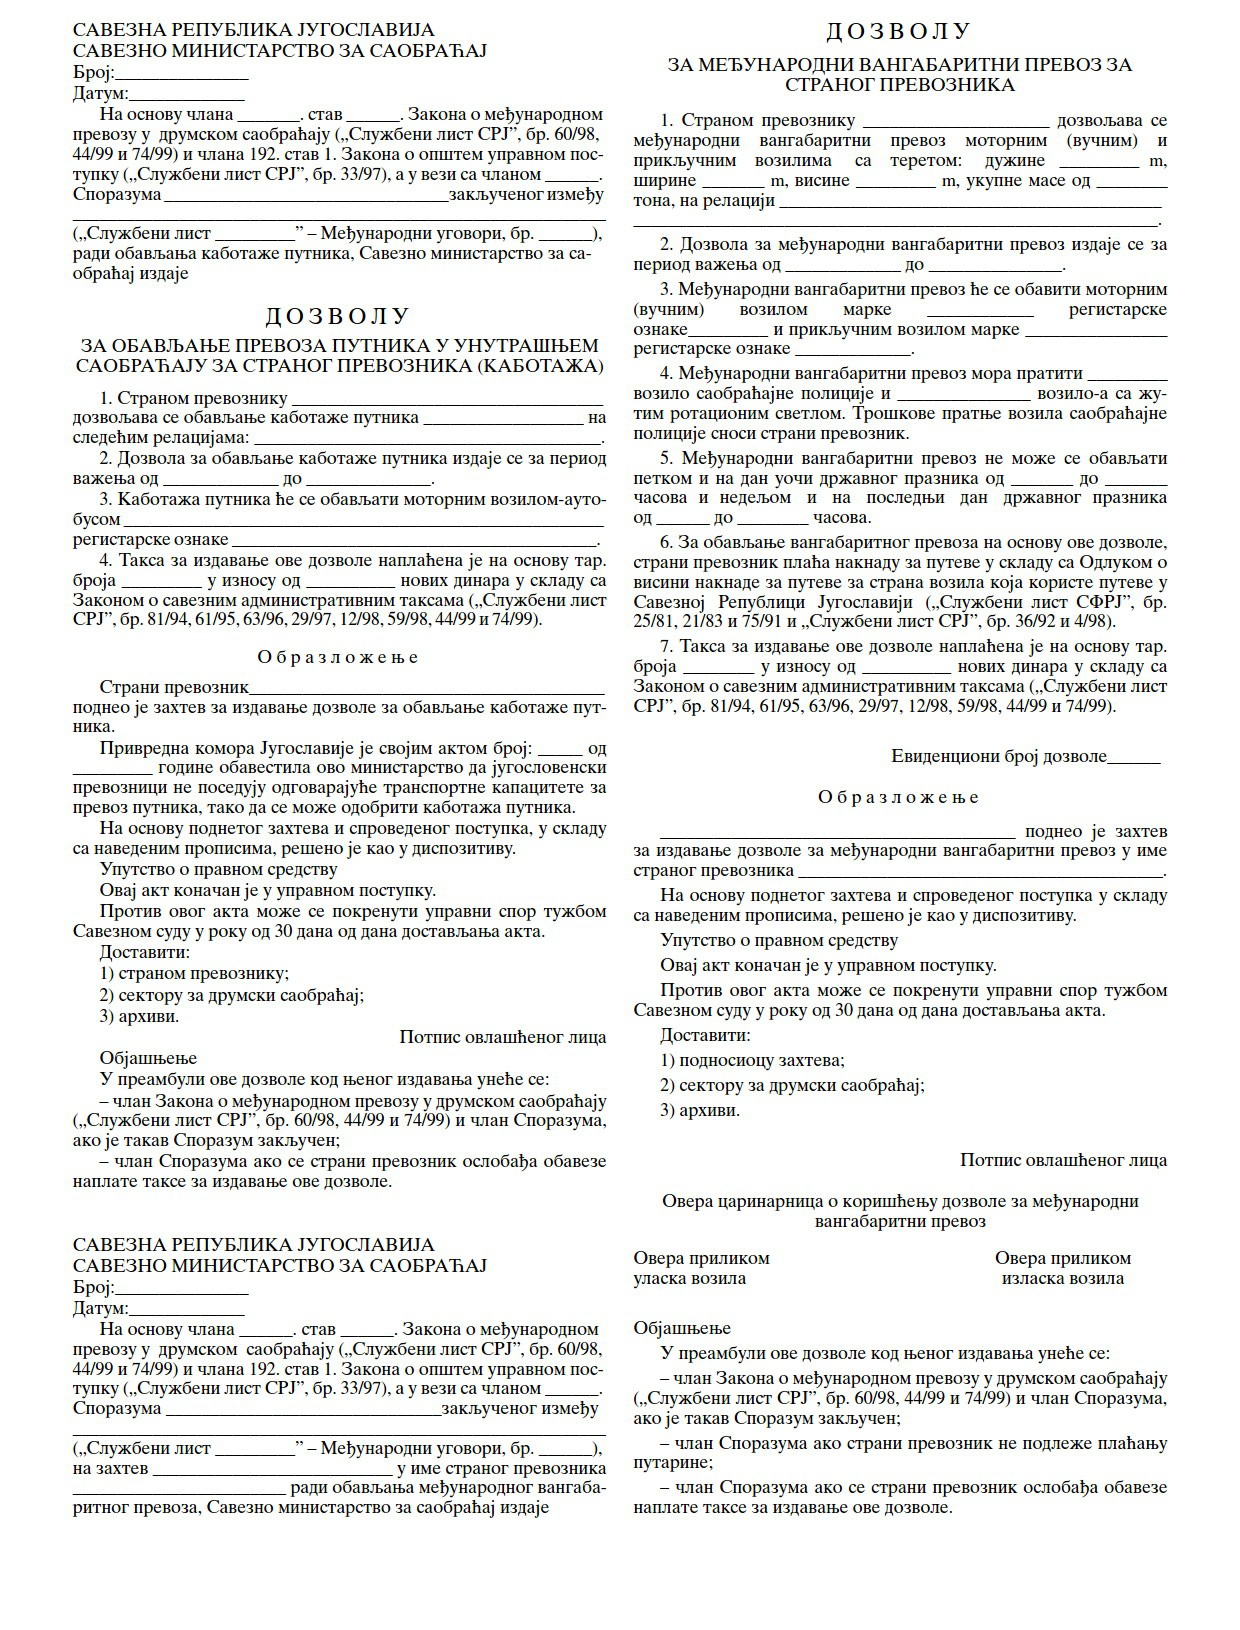 САВЕЗНА РЕПУБЛИКА ЈУГОСЛАВИЈА
САВЕЗНО МИНИСТАРСТВО ЗА САОБРАЋАЈ
Број:_______________
Датум:_____________
На основу члана _______. став ______. Закона о међународном
превозу у друмском саобраћају („Службени лист СРЈ”, бр. 60/98,
44/99 и 74/99) и члана 192. став 1. Закона о општем управном пос-
тупку („Службени лист СРЈ”, бр. 33/97), а у вези са чланом ______.
Споразума________________________________закљученог између
____________________________________________________________
(„Службени лист _________” – Међународни уговори, бр. ______),
ради обављања каботаже путника, Савезно министарство за са-
обраћај издаје
Д О З В О Л У
ЗА ОБАВЉАЊЕ ПРЕВОЗА ПУТНИКА У УНУТРАШЊЕМ
САОБРАЋАЈУ ЗА СТРАНОГ ПРЕВОЗНИКА (КАБОТАЖА)
1. Страном превознику ___________________________________
дозвољава се обављање каботаже путника __________________ на
следећим релацијама: _______________________________________.
2. Дозвола за обављање каботаже путника издаје се за период
важења од _____________ до ______________.
3. Каботажа путника ће се обављати моторним возилом-ауто-
бусом______________________________________________________
регистарске ознаке_________________________________________.
4. Такса за издавање ове дозволе наплаћена је на основу тар.
броја _________ у износу од __________ нових динара у складу са
Законом о савезним административним таксама („Службени лист
СРЈ”, бр. 81/94, 61/95, 63/96, 29/97, 12/98, 59/98, 44/99 и 74/99).
О б р а з л о ж е њ е
Страни превозник________________________________________
поднео је захтев за издавање дозволе за обављање каботаже пут-
ника.
Привредна комора Југославије је својим актом број: _____ од
_________ године обавестила ово министарство да југословенски
превозници не поседују одговарајуће транспортне капацитете за
превоз путника, тако да се може одобрити каботажа путника.
На основу поднетог захтева и спроведеног поступка, у складу
са наведеним прописима, решено је као у диспозитиву.
Упутство о правном средству
Овај акт коначан је у управном поступку.
Против овог акта може се покренути управни спор тужбом
Савезном суду у року од 30 дана од дана достављања акта.
Доставити:
1) страном превознику;
2) сектору за друмски саобраћај;
3) архиви.
Потпис овлашћеног лица
Објашњење
У преамбули ове дозволе код њеног издавања унеће се:
– члан Закона о међународном превозу у друмском саобраћају
(„Службени лист СРЈ”, бр. 60/98, 44/99 и 74/99) и члан Споразума,
ако је такав Споразум закључен;
– члан Споразума ако се страни превозник ослобађа обавезе
наплате таксе за издавање ове дозволе.
САВЕЗНА РЕПУБЛИКА ЈУГОСЛАВИЈА
САВЕЗНО МИНИСТАРСТВО ЗА САОБРАЋАЈ
Број:_______________
Датум:_____________
На основу члана ______. став ______. Закона о међународном
превозу у друмском саобраћају („Службени лист СРЈ”, бр. 60/98,
44/99 и 74/99) и члана 192. став 1. Закона о општем управном пос-
тупку („Службени лист СРЈ”, бр. 33/97), а у вези са чланом ______.
Споразума _______________________________закљученог између
____________________________________________________________
(„Службени лист _________” – Међународни уговори, бр. ______),
на захтев ___________________________ у име страног превозника
________________________ ради обављања међународног вангаба-
ритног превоза, Савезно министарство за саобраћај издаје
Д О З В О Л У
ЗА МЕЂУНАРОДНИ ВАНГАБАРИТНИ ПРЕВОЗ ЗА
СТРАНОГ ПРЕВОЗНИКА
1. Страном превознику _____________________ дозвољава се
међународни вангабаритни превоз моторним (вучним) и
прикључним возилима са теретом: дужине _________ m,
ширине _______ m, висине _________ m, укупне масе од ________
тона, на релацији ___________________________________________
___________________________________________________________.
2. Дозвола за међународни вангабаритни превоз издаје се за
период важења од _____________ до _______________.
3. Међународни вангабаритни превоз ће се обавити моторним
(вучним) возилом марке ____________ регистарске
ознаке_________ и прикључним возилом марке ________________
регистарске ознаке _____________.
4. Међународни вангабаритни превоз мора пратити _________
возило саобраћајне полиције и _______________ возило-а са жу-
тим ротационим светлом. Трошкове пратње возила саобраћајне
полиције сноси страни превозник.
5. Међународни вангабаритни превоз не може се обављати
петком и на дан уочи државног празника од _______ до _______
часова и недељом и на последњи дан државног празника
од ______ до ________ часова.
6. За обављање вангабаритног превоза на основу ове дозволе,
страни превозник плаћа накнаду за путеве у складу са Одлуком о
висини накнаде за путеве за страна возила која користе путеве у
Савезној Републици Југославији („Службени лист СФРЈ”, бр.
25/81, 21/83 и 75/91 и „Службени лист СРЈ”, бр. 36/92 и 4/98).
7. Такса за издавање ове дозволе наплаћена је на основу тар.
броја ________ у износу од __________ нових динара у складу са
Законом о савезним административним таксама („Службени лист
СРЈ”, бр. 81/94, 61/95, 63/96, 29/97, 12/98, 59/98, 44/99 и 74/99).
Евиденциони број дозволе______
О б р а з л о ж е њ е
________________________________________ поднео је захтев
за издавање дозволе за међународни вангабаритни превоз у име
страног превозника _________________________________________.
На основу поднетог захтева и спроведеног поступка у складу
са наведеним прописима, решено је као у диспозитиву.
Упутство о правном средству
Овај акт коначан је у управном поступку.
Против овог акта може се покренути управни спор тужбом
Савезном суду у року од 30 дана од дана достављања акта.
Доставити:
1) подносиоцу захтева;
2) сектору за друмски саобраћај;
3) архиви.
Потпис овлашћеног лица
Овера царинарница о коришћењу дозволе за међународни
вангабаритни превоз
Овера приликом Овера приликом
уласка возила изласка возила
Објашњење
У преамбули ове дозволе код њеног издавања унеће се:
– члан Закона о међународном превозу у друмском саобраћају
(„Службени лист СРЈ”, бр. 60/98, 44/99 и 74/99) и члан Споразума,
ако је такав Споразум закључен;
– члан Споразума ако страни превозник не подлеже плаћању
путарине;
– члан Споразума ако се страни превозник ослобађа обавезе
наплате таксе за издавање ове дозволе.